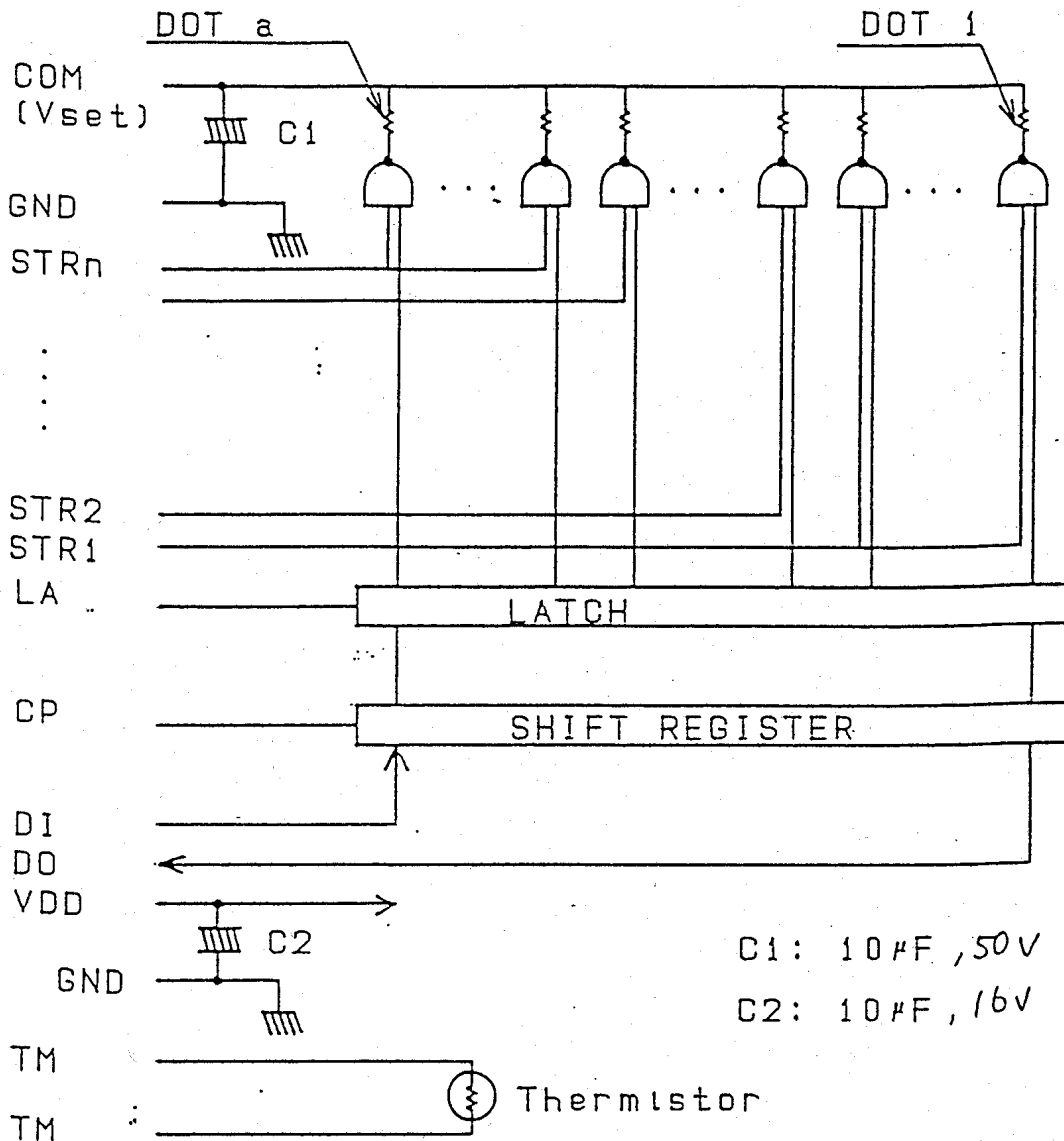 DOT a
DOT 1
COM
(Vset)
C1
GND
STRn
STR2
STR1
LA
LATCH
CP
SHIFT REGISTER
DI
DO
VDD
C2
GND
C1: 10μF, 50V
C2: 10μF, 16V
TM
Thermistor
TM